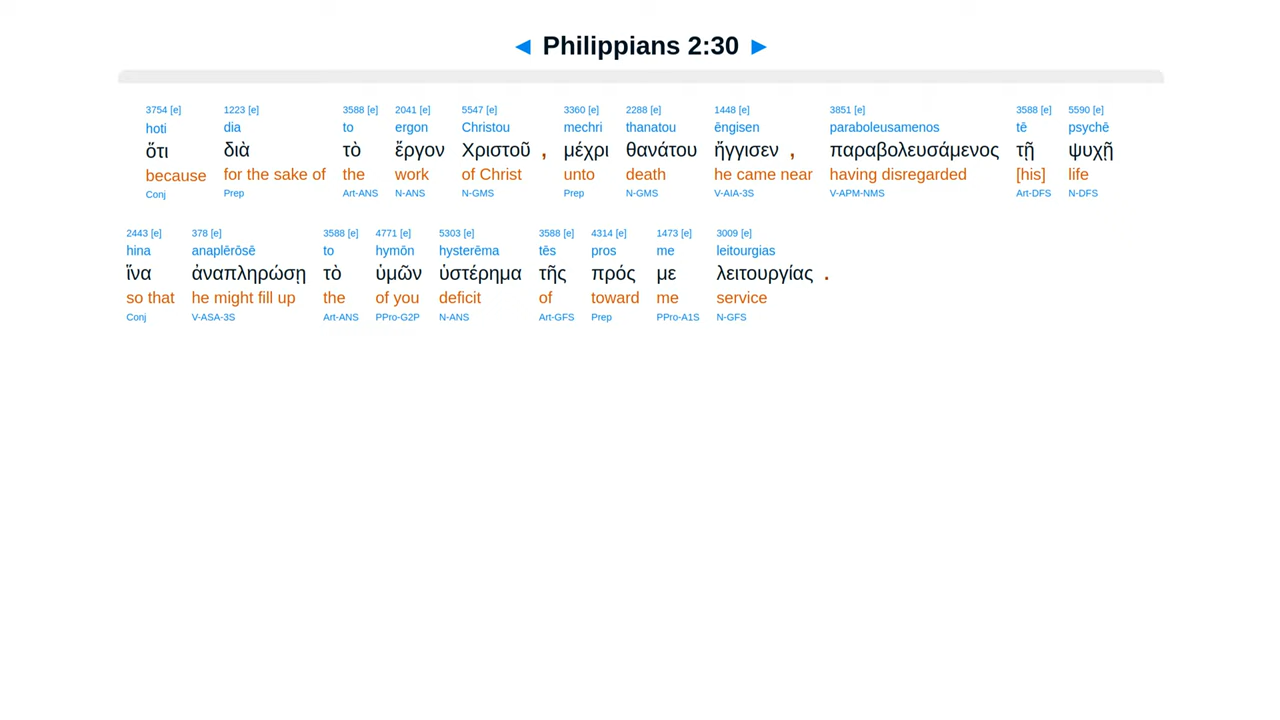 ◄ Philippians 2:30 ►
3754 [e] 1223 [e] 3588 [e] 2041 [e] 5547 [e] 3360 [e] 2288 [e] 1448 [e] 3851 [e] 3588 [e] 5590 [e]
hoti dia to ergon Christou mechri thanatou ēngisen paraboleusamenos tē psychē
ὅτι διὰ τὸ ἔργον Χριστοῦ , μέχρι θανάτου ἤγγισεν , παραβολευσάμενος τῇ ψυχῇ
because for the sake of the work of Christ unto death he came near having disregarded [his] life
Conj Prep Art-ANS N-ANS N-GMS Prep N-GMS V-AIA-3S V-APM-NMS Art-DFS N-DFS
2443 [e] 378 [e] 3588 [e] 4771 [e] 5303 [e] 3588 [e] 4314 [e] 1473 [e] 3009 [e]
hina anaplērōsē to hymōn hysterēma tēs pros me leitourgias
ἵνα ἀναπληρώσῃ τὸ ὑμῶν ὑστέρημα τῆς πρός με λειτουργίας .
so that he might fill up the of you deficit of toward me service
Conj V-ASA-3S Art-ANS PPro-G2P N-ANS Art-GFS Prep PPro-A1S N-GFS